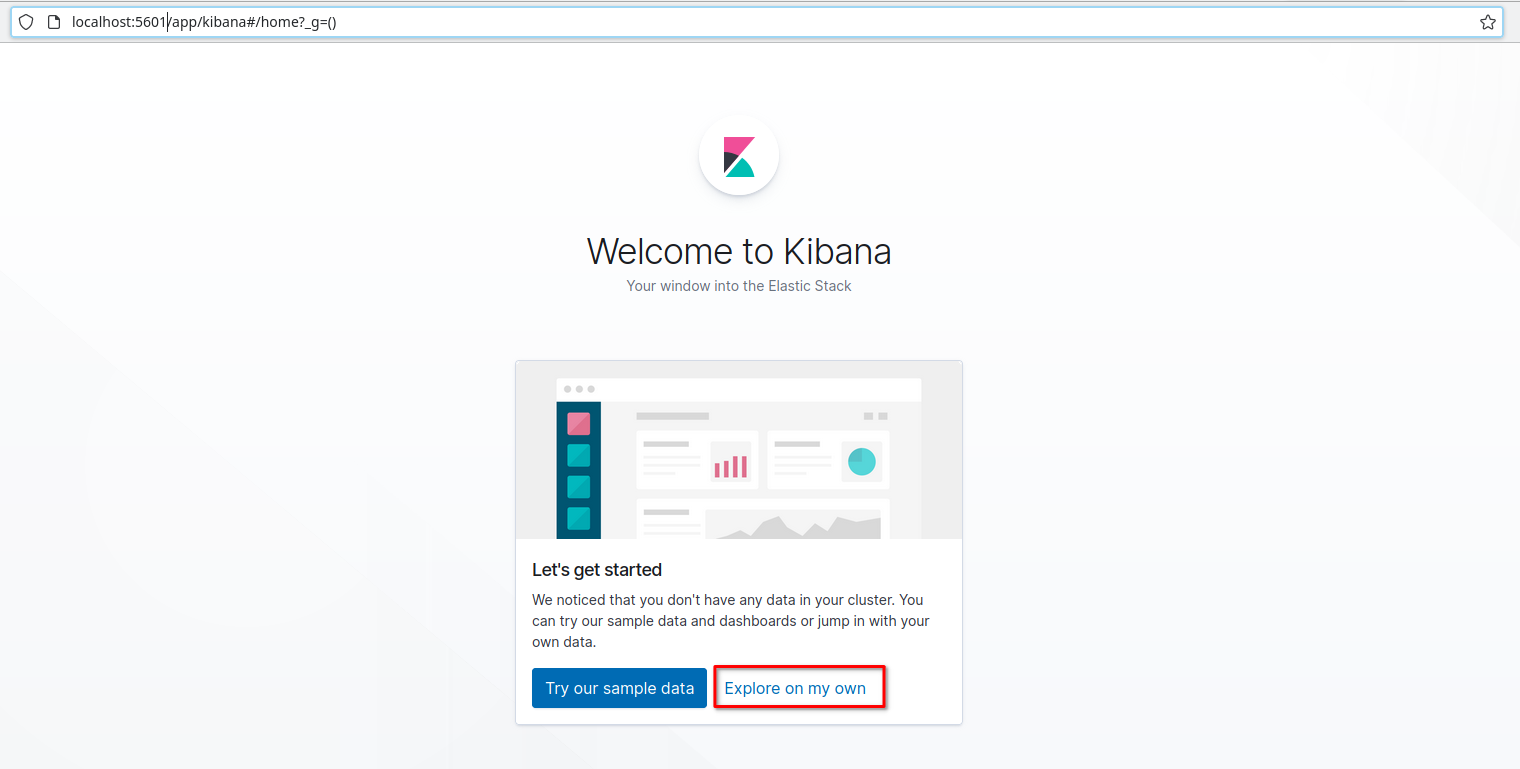 localhost:5601/app/kibana#/home?_g=()
Welcome to Kibana
Your window into the Elastic Stack
Let's get started
We noticed that you don't have any data in your cluster. You
can try our sample data and dashboards or jump in with your
own data.
Try our sample data
Explore on my own